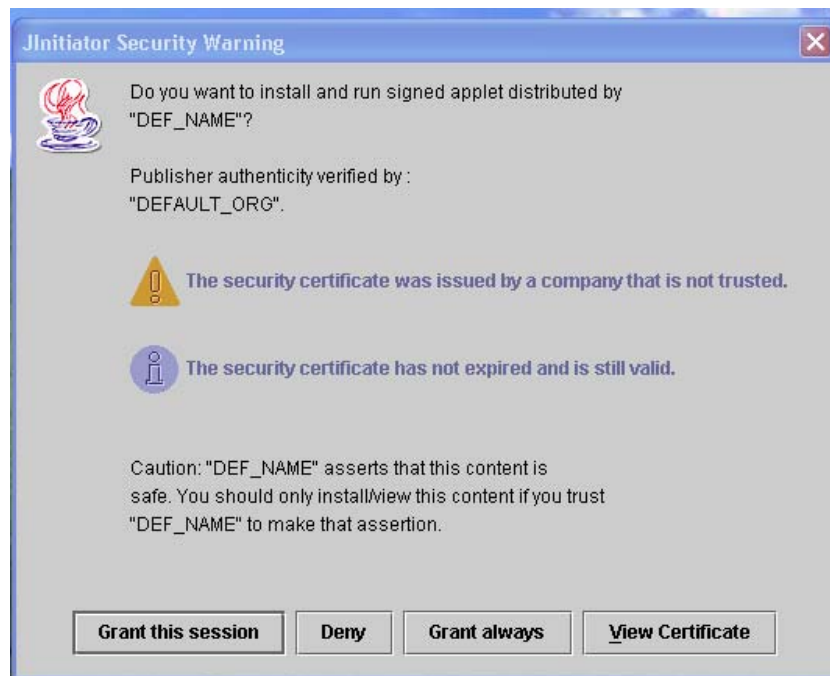 JInitiator Security Warning
Do you want to install and run signed applet distributed by
"DEF_NAME"?
Publisher authenticity verified by :
"DEFAULT_ORG".
The security certificate was issued by a company that is not trusted.
The security certificate has not expired and is still valid.
Caution: "DEF_NAME" asserts that this content is
safe. You should only install/view this content if you trust
"DEF_NAME" to make that assertion.
Grant this session Deny Grant always View Certificate